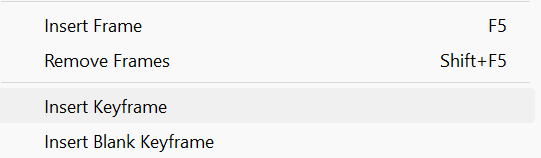 Insert Frame F5
Remove Frames Shift+F5
Insert Keyframe
Insert Blank Keyframe